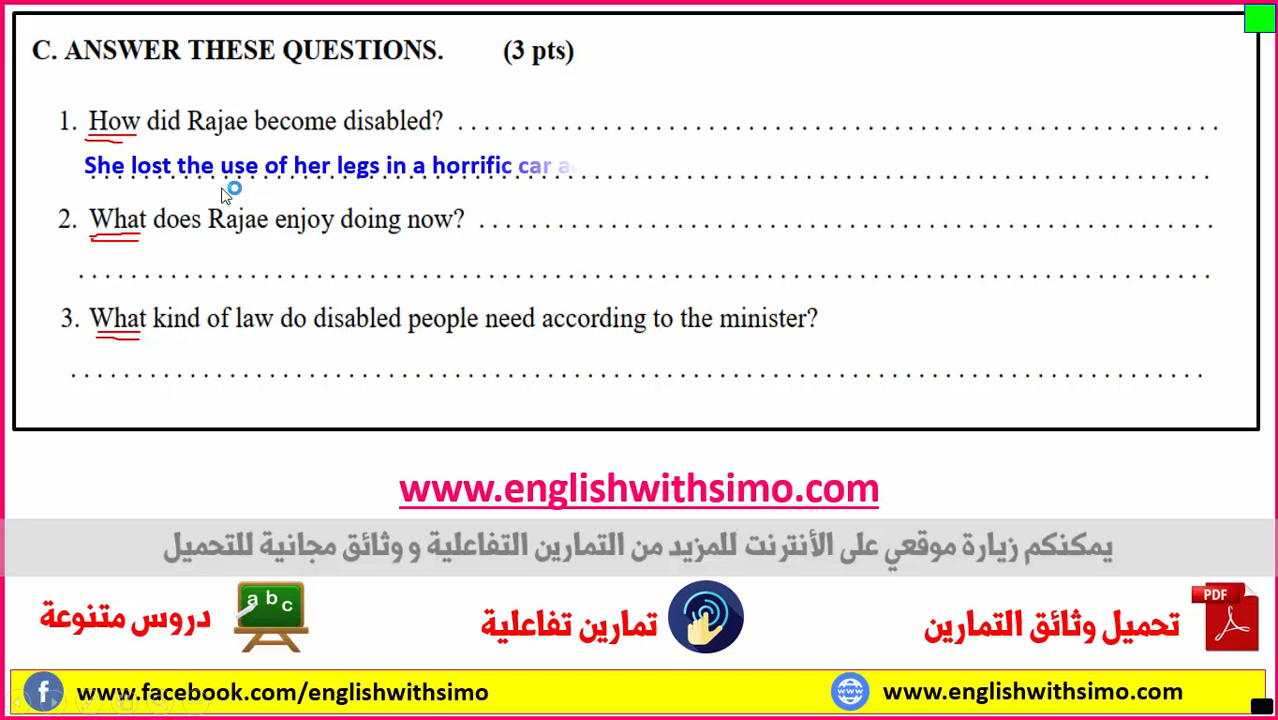 C. ANSWER THESE QUESTIONS. (3 pts)
1. How did Rajae become disabled? . . . . . . . . . . . . . . . . . . . . . . . . . . . . . . . . . . . . . . . . . . . . . . . . . . . . . . . . . .
She lost the use of her legs in a horrific car a
2. What does Rajae enjoy doing now? . . . . . . . . . . . . . . . . . . . . . . . . . . . . . . . . . . . . . . . . . . . . . . . . . . . . . . . .
3. What kind of law do disabled people need according to the minister?
www.englishwithsimo.com
يمكنكم زيارة موقعي على الأنترنت للمزيد من التمارين التفاعلية و وثائق مجانية للتحميل
تحميل وثائق التمارين PDF
تمارين تفاعلية
دروس متنوعة a b c
f www.facebook.com/englishwithsimo
www www.englishwithsimo.com